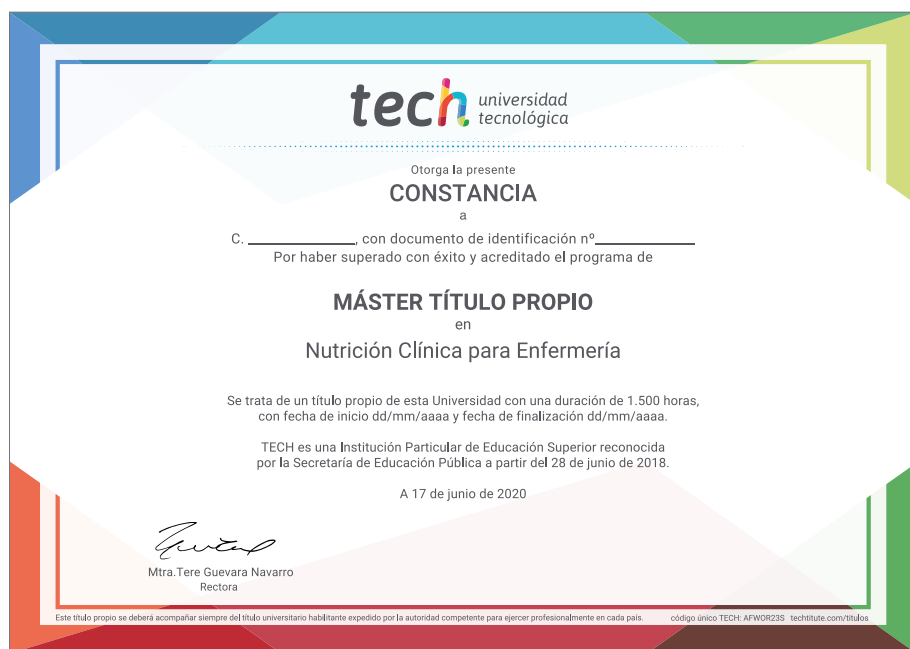 tech universidad
tecnológica
Otorga la presente
CONSTANCIA
a
C. ____________, con documento de identificación nº____________
Por haber superado con éxito y acreditado el programa de
MÁSTER TÍTULO PROPIO
en
Nutrición Clínica para Enfermería
Se trata de un título propio de esta Universidad con una duración de 1.500 horas,
con fecha de inicio dd/mm/aaaa y fecha de finalización dd/mm/aaaa.
TECH es una Institución Particular de Educación Superior reconocida
por la Secretaría de Educación Pública a partir del 28 de junio de 2018.
A 17 de junio de 2020
Mtra.Tere Guevara Navarro
Rectora
Este título propio se deberá acompañar siempre del título universitario habilitante expedido por la autoridad competente para ejercer profesionalmente en cada país. código único TECH: AFWOR23S techtitute.com/titulos